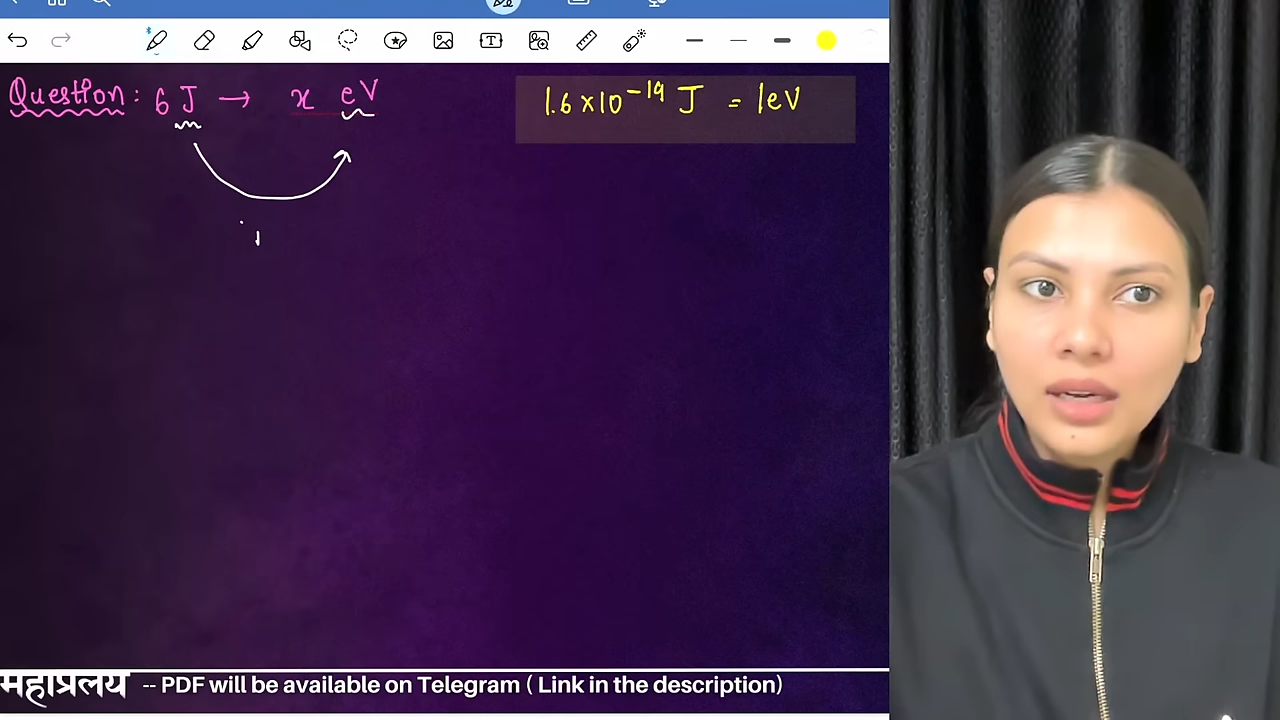 Question: 6 J → x eV
1.6×10⁻¹⁹ J = 1eV
महाप्रलय -- PDF will be available on Telegram ( Link in the description)